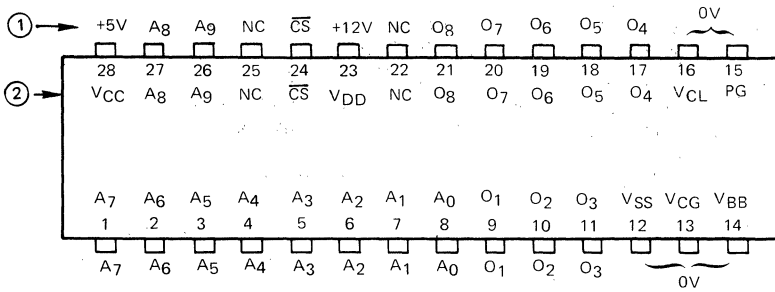 0V
1 +5V A8 A9 NC CS +12V NC O8 O7 O6 O5 O4
28 27 26 25 24 23 22 21 20 19 18 17 16 15
2 VCC A8 A9 NC CS VDD NC O8 O7 O6 O5 O4 VCL PG
A7 A6 A5 A4 A3 A2 A1 A0 O1 O2 O3 VSS VCG VBB
1 2 3 4 5 6 7 8 9 10 11 12 13 14
A7 A6 A5 A4 A3 A2 A1 A0 O1 O2 O3
0V